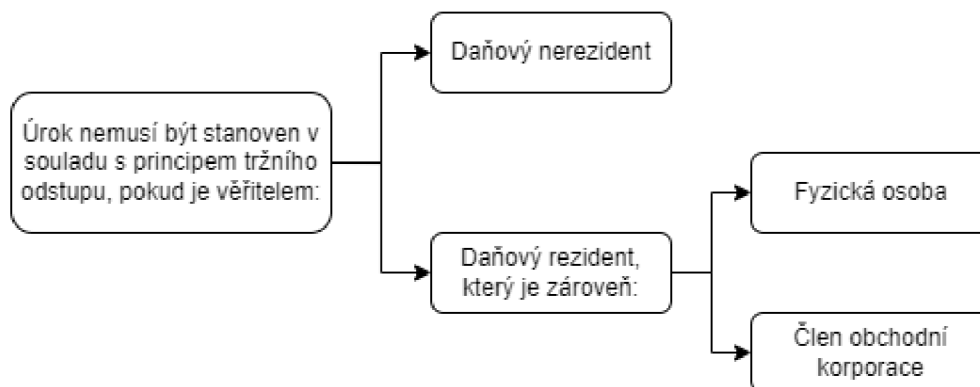 Daňový nerezident
Úrok nemusí být stanoven v
souladu s principem tržního
odstupu, pokud je věřitelem:
Fyzická osoba
Daňový rezident,
který je zároveň:
Člen obchodní
korporace